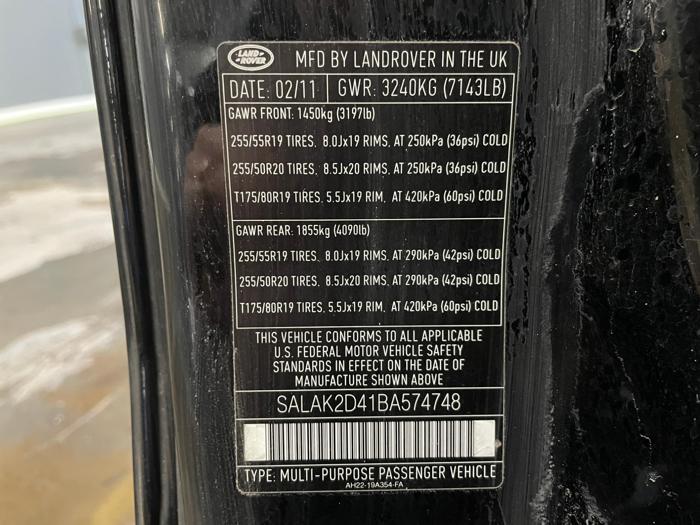 LAND ROVER
MFD BY LANDROVER IN THE UK
DATE: 02/11 GWR: 3240KG (7143LB)
GAWR FRONT: 1450kg (3197lb)
255/55R19 TIRES, 8.0Jx19 RIMS, AT 250kPa (36psi) COLD
255/50R20 TIRES, 8.5Jx20 RIMS, AT 250kPa (36psi) COLD
T175/80R19 TIRES, 5.5Jx19 RIM, AT 420kPa (60psi) COLD
GAWR REAR: 1855kg (4090lb)
255/55R19 TIRES, 8.0Jx19 RIMS, AT 290kPa (42psi) COLD
255/50R20 TIRES, 8.5Jx20 RIMS, AT 290kPa (42psi) COLD
T175/80R19 TIRES, 5.5Jx19 RIM, AT 420kPa (60psi) COLD
THIS VEHICLE CONFORMS TO ALL APPLICABLE
U.S. FEDERAL MOTOR VEHICLE SAFETY
STANDARDS IN EFFECT ON THE DATE OF
MANUFACTURE SHOWN ABOVE
SALAK2D41BA574748
TYPE: MULTI-PURPOSE PASSENGER VEHICLE
AH22-19A354-FA